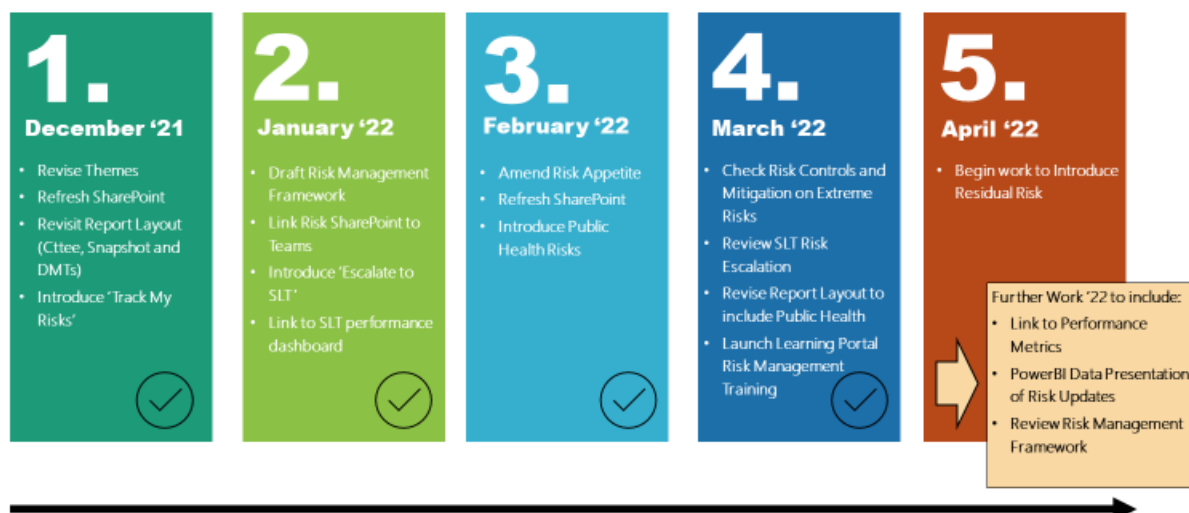 1.
December ‘21
• Revise Themes
• Refresh SharePoint
• Revisit Report Layout
(Cttee, Snapshot and
DMTs)
• Introduce ‘Track My
Risks’
2.
January ‘22
• Draft Risk Management
Framework
• Link Risk SharePoint to
Teams
• Introduce ‘Escalate to
SLT’
• Link to SLT performance
dashboard
3.
February ‘22
• Amend Risk Appetite
• Refresh SharePoint
• Introduce Public
Health Risks
4.
March ‘22
• Check Risk Controls and
Mitigation on Extreme
Risks
• Review SLT Risk
Escalation
• Revise Report Layout to
include Public Health
• Launch Learning Portal
Risk Management
Training
5.
April ‘22
• Begin work to Introduce
Residual Risk
Further Work ‘22 to include:
• Link to Performance
Metrics
• PowerBI Data Presentation
of Risk Updates
• Review Risk Management
Framework